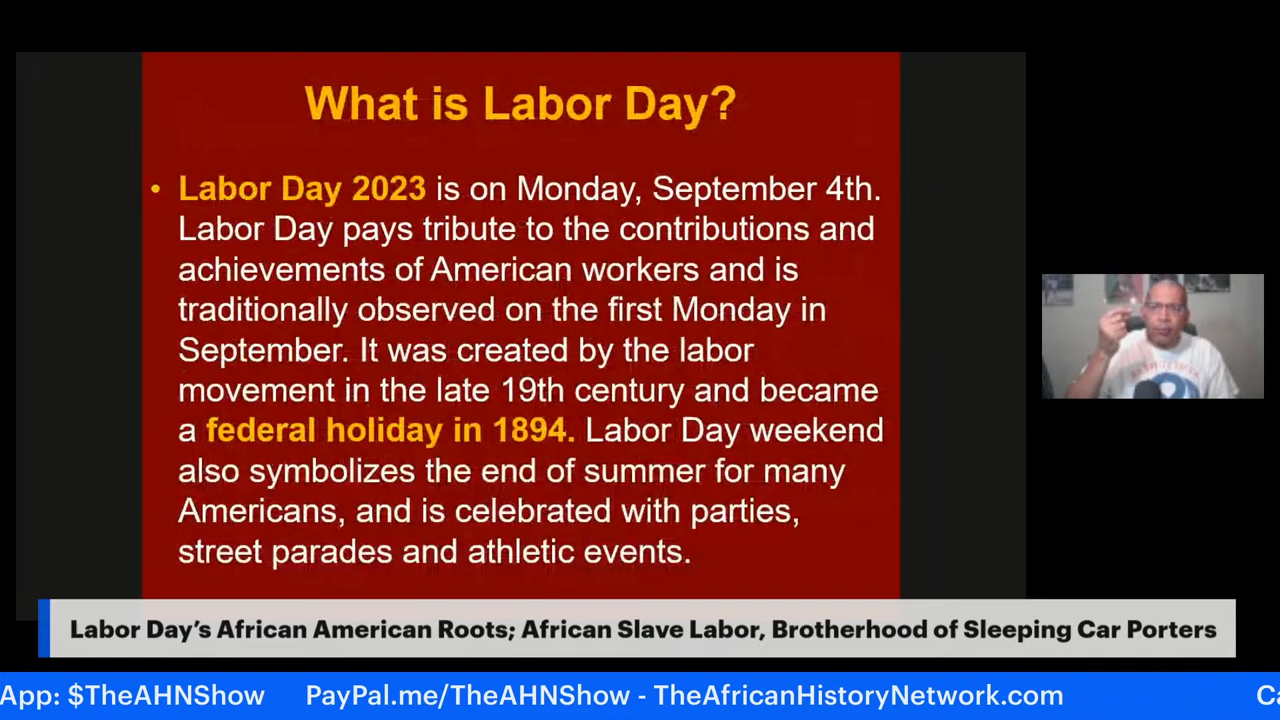 What is Labor Day?
• Labor Day 2023 is on Monday, September 4th.
Labor Day pays tribute to the contributions and
achievements of American workers and is
traditionally observed on the first Monday in
September. It was created by the labor
movement in the late 19th century and became
a federal holiday in 1894. Labor Day weekend
also symbolizes the end of summer for many
Americans, and is celebrated with parties,
street parades and athletic events.
Labor Day's African American Roots; African Slave Labor, Brotherhood of Sleeping Car Porters
App: $TheAHNShow PayPal.me/TheAHNShow - TheAfricanHistoryNetwork.com